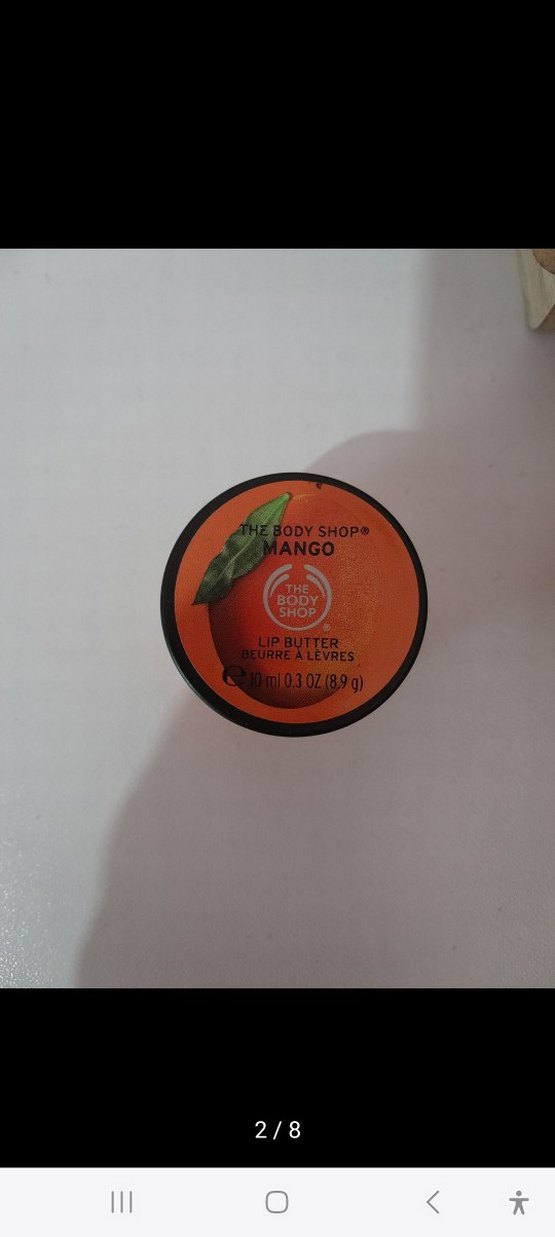 THE BODY SHOP®
MANGO
THE
BODY
SHOP
®
LIP BUTTER
BEURRE À LÈVRES
℮ 10 ml 0.3 OZ (8.9 g)
2 / 8